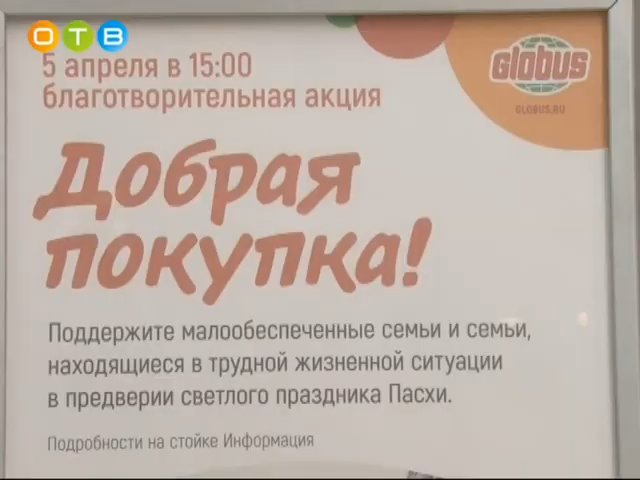 ОТВ
5 апреля в 15:00
благотворительная акция
Globus
GLOBUS.RU
Добрая
покупка!
Поддержите малообеспеченные семьи и семьи,
находящиеся в трудной жизненной ситуации
в предверии светлого праздника Пасхи.
Подробности на стойке Информация